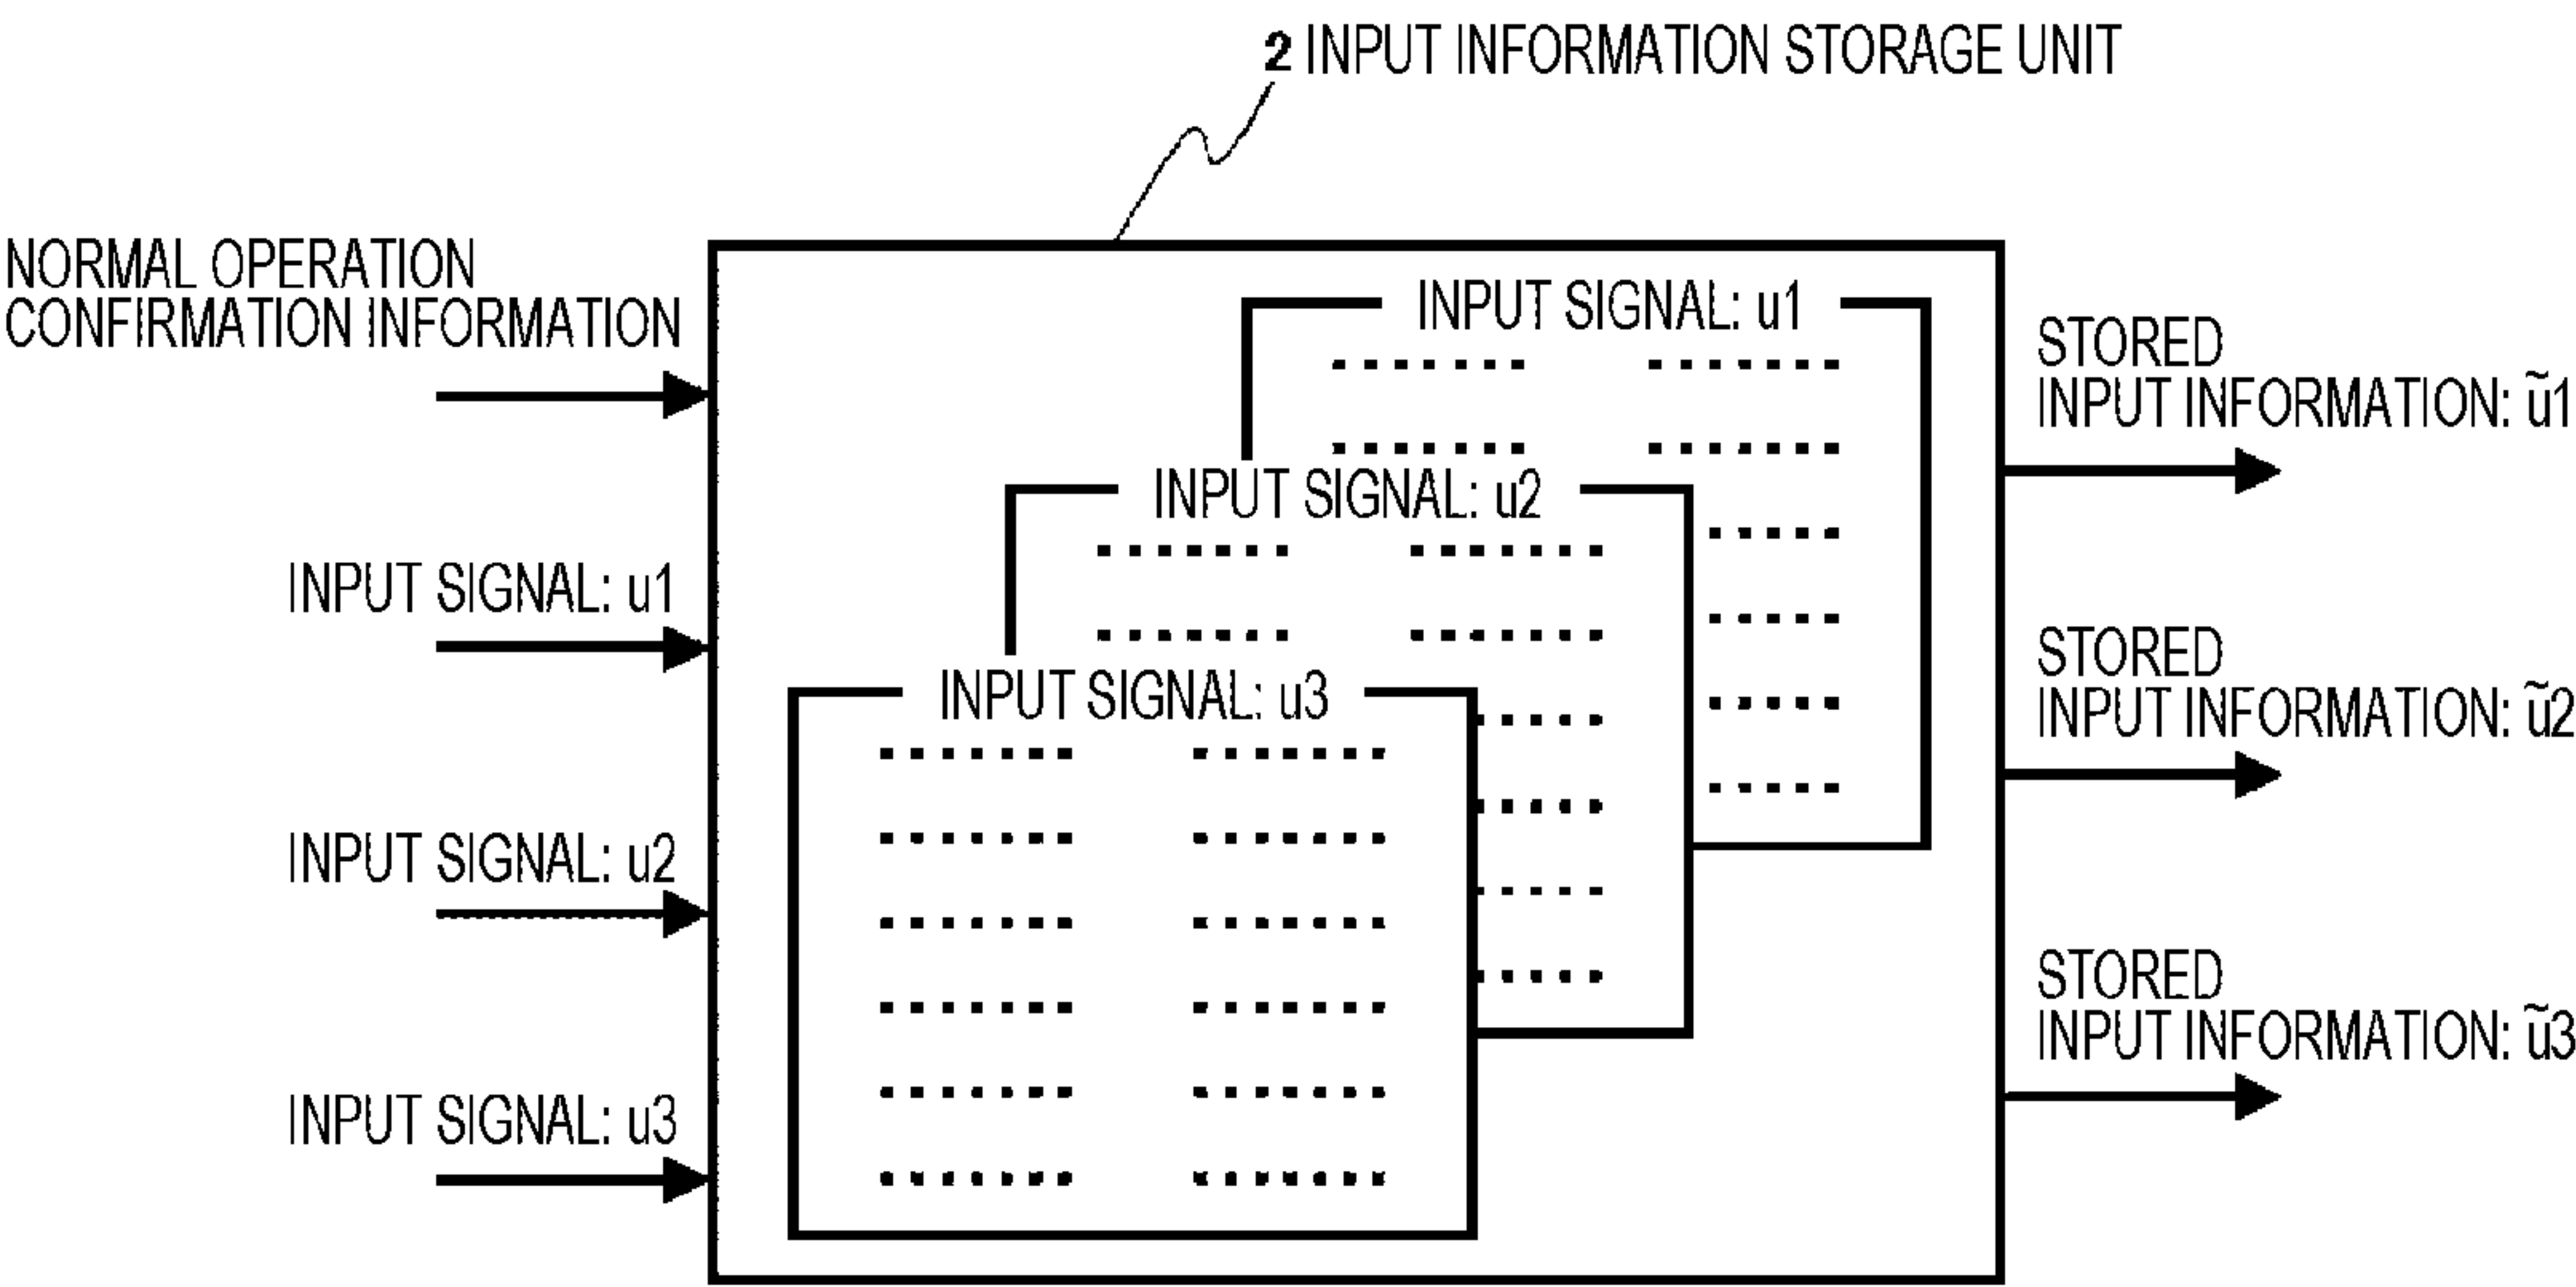 2 INPUT INFORMATION STORAGE UNIT
NORMAL OPERATION
CONFIRMATION INFORMATION
INPUT SIGNAL: u1
INPUT SIGNAL: u2
INPUT SIGNAL: u3
INPUT SIGNAL: u1
INPUT SIGNAL: u2
INPUT SIGNAL: u3
STORED
INPUT INFORMATION: ũ1
STORED
INPUT INFORMATION: ũ2
STORED
INPUT INFORMATION: ũ3